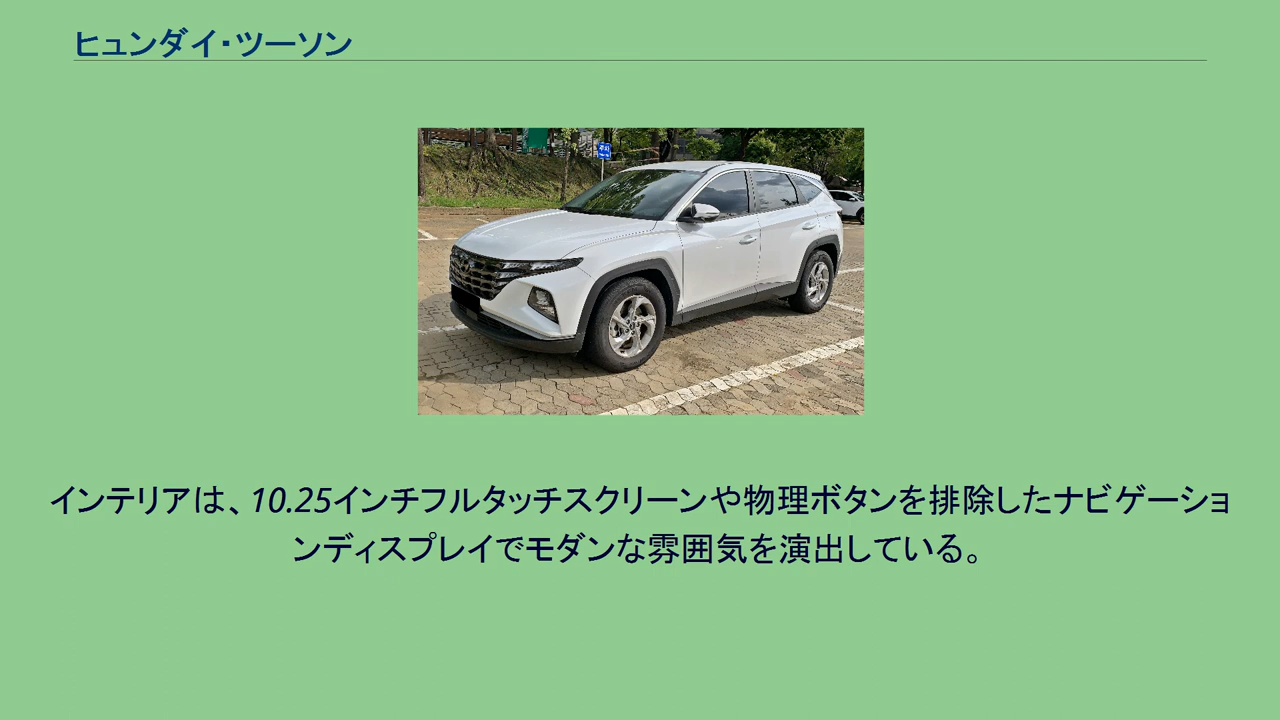 ヒュンダイ・ツーソン
インテリアは、10.25インチフルタッチスクリーンや物理ボタンを排除したナビゲーショ
ンディスプレイでモダンな雰囲気を演出している。